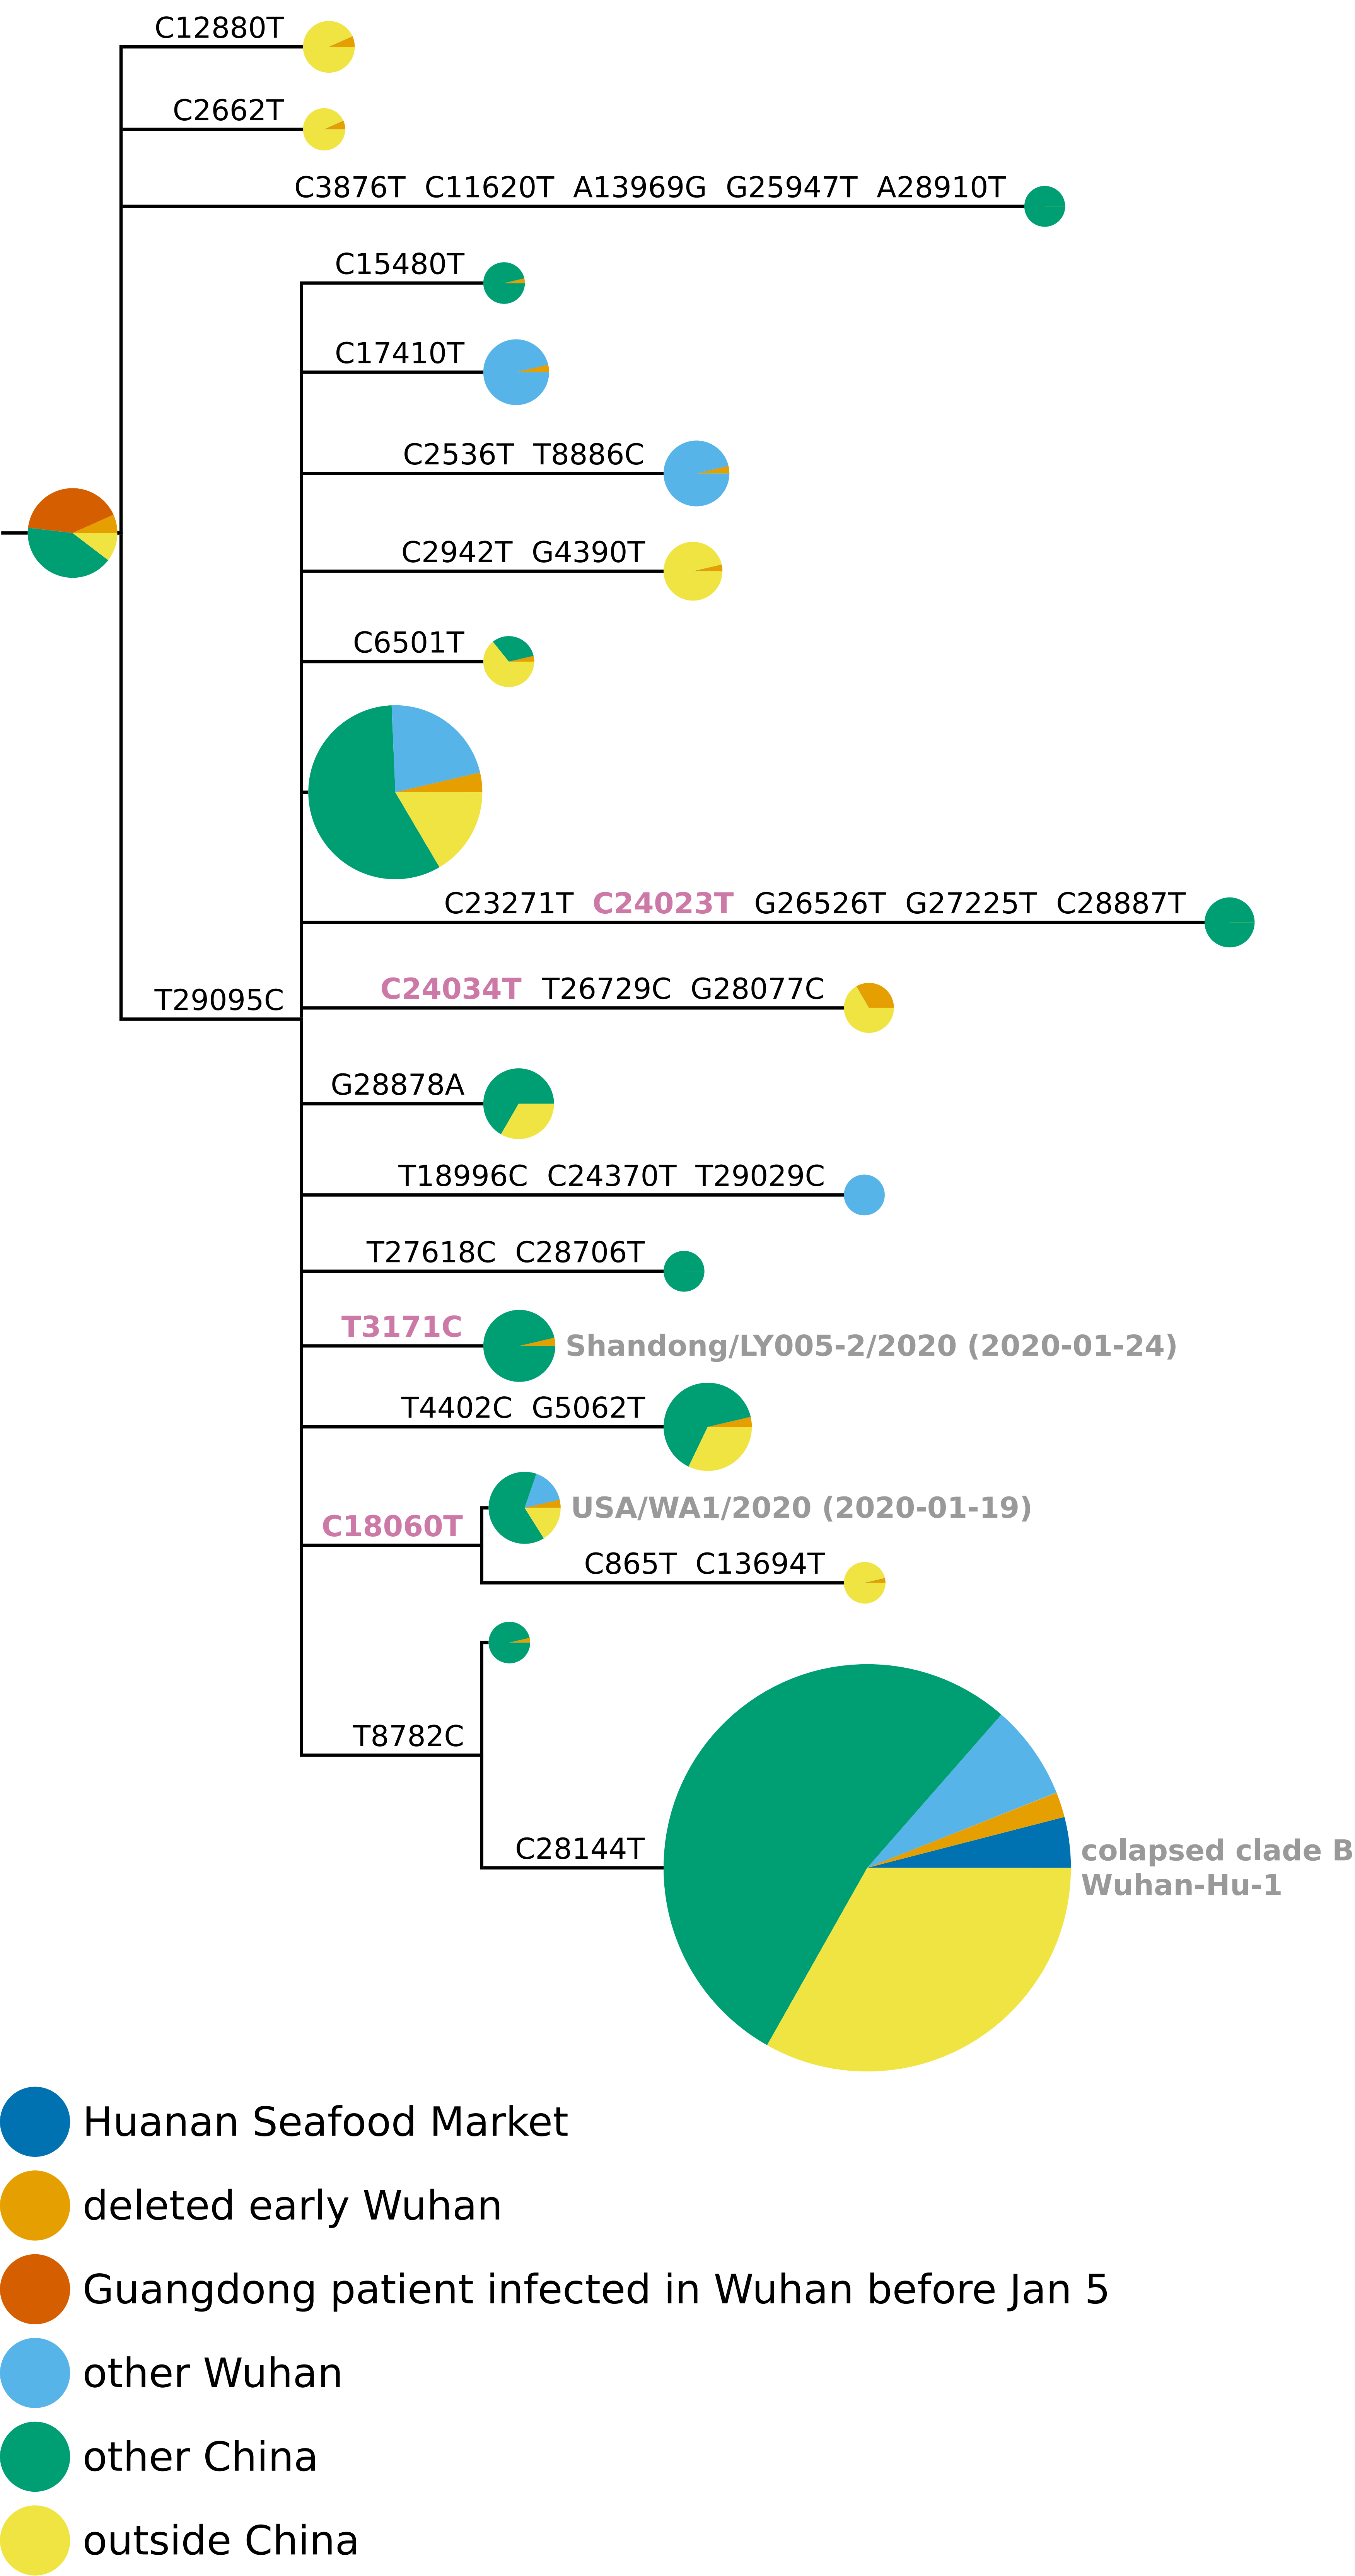 C12880T
C2662T
C3876T C11620T A13969G G25947T A28910T
C15480T
C17410T
C2536T T8886C
C2942T G4390T
C6501T
C23271T C24023T G26526T G27225T C28887T
C24034T T26729C G28077C
T29095C
G28878A
T18996C C24370T T29029C
T27618C C28706T
T3171C Shandong/LY005-2/2020 (2020-01-24)
T4402C G5062T
USA/WA1/2020 (2020-01-19)
C18060T
C865T C13694T
T8782C
C28144T
colapsed clade B
Wuhan-Hu-1
Huanan Seafood Market
deleted early Wuhan
Guangdong patient infected in Wuhan before Jan 5
other Wuhan
other China
outside China